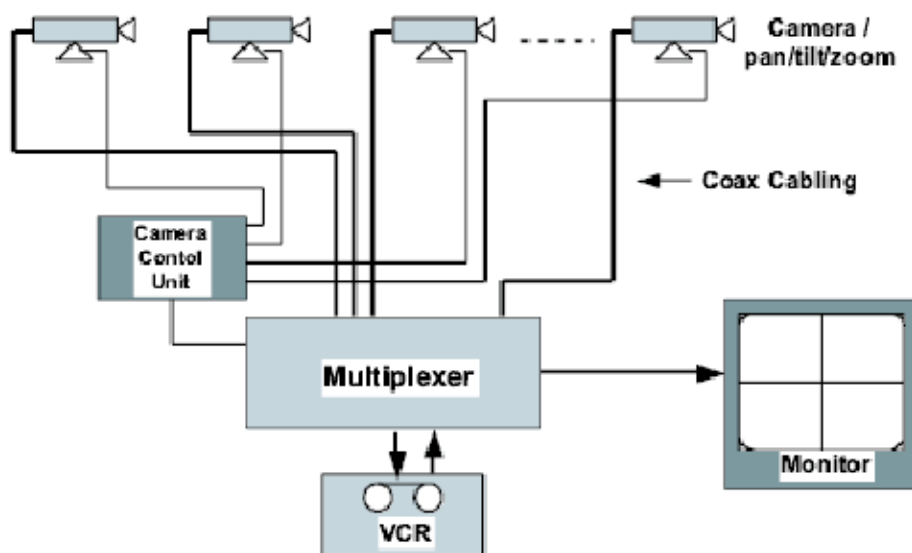 Camera /
pan/tilt/zoom
Coax Cabling
Camera
Contol
Unit
Multiplexer
Monitor
VCR